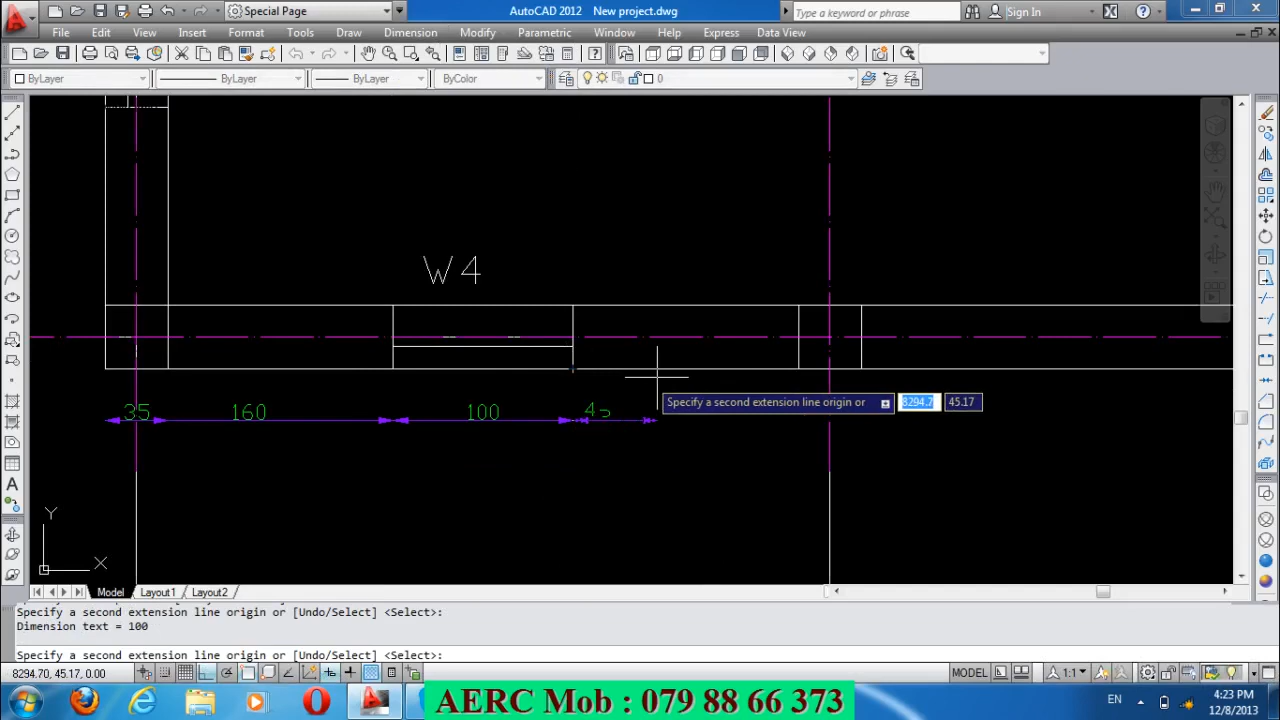 Special Page
AutoCAD 2012 New project.dwg
Type a keyword or phrase
Sign In
File Edit View Insert Format Tools Draw Dimension Modify Parametric Window Help Express Data View
ByLayer ByLayer ByLayer ByColor 0
W4
35 160 100 45
Specify a second extension line origin or 8294.7 45.17
Y
X
Model Layout1 Layout2
Specify a second extension line origin or [Undo/Select] <Select>:
Dimension text = 100
Specify a second extension line origin or [Undo/Select] <Select>:
8294.70, 45.17, 0.00
MODEL 1:1
AERC Mob : 079 88 66 373
EN
4:23 PM
12/8/2013